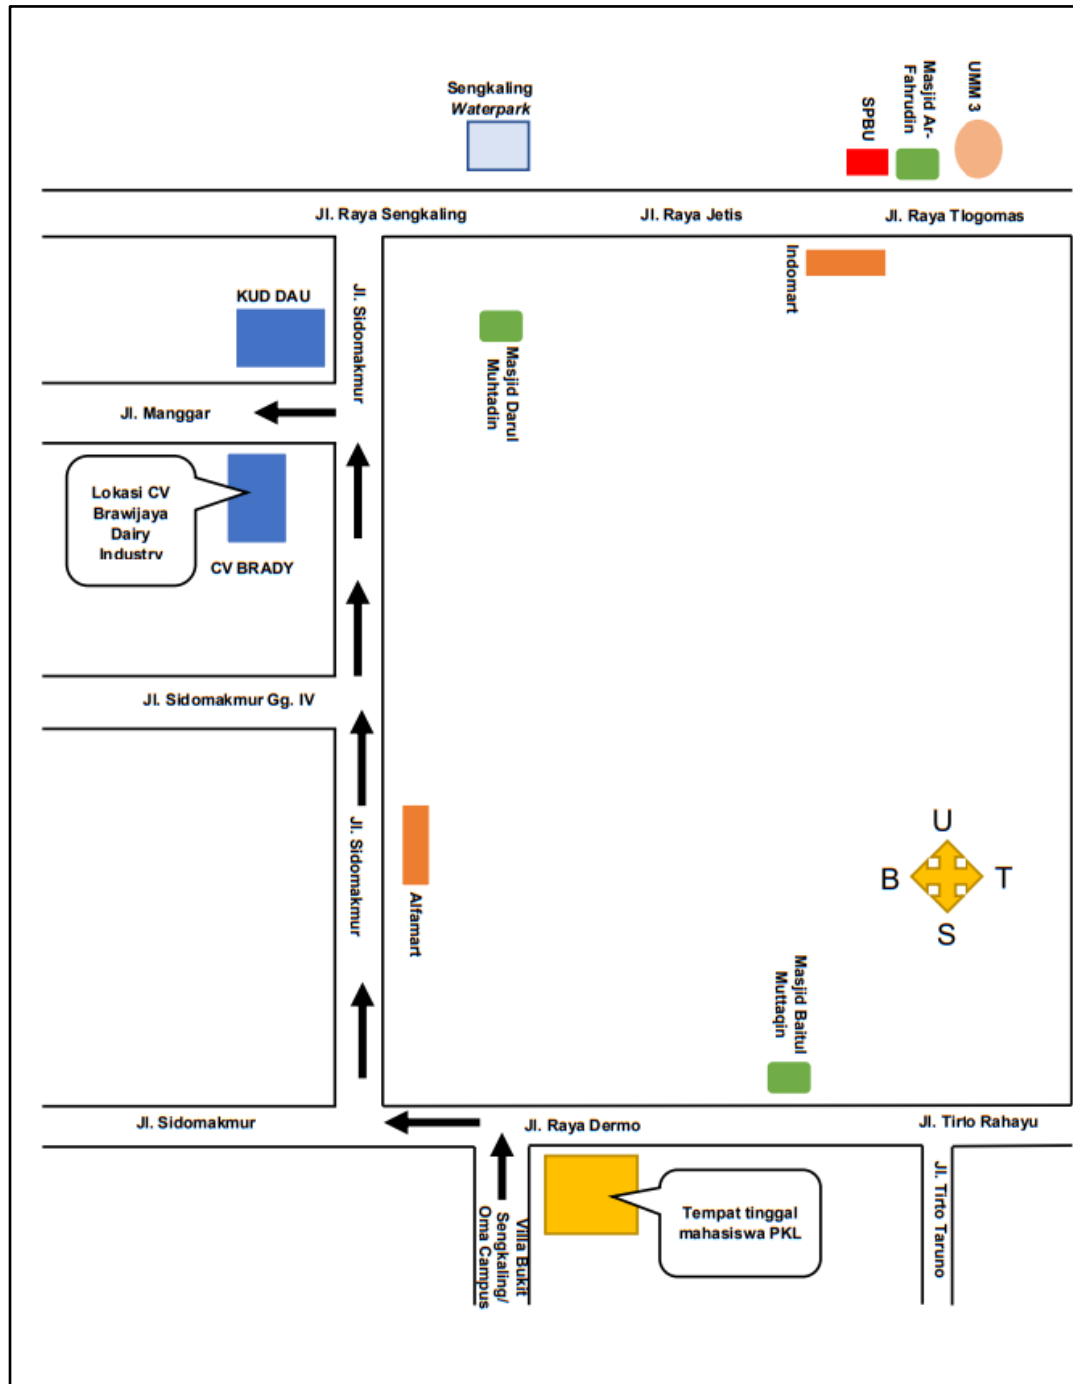 Sengkaling
Waterpark
SPBU
Masjid Ar-
Fahrudin
UMM 3
Jl. Raya Sengkaling
Jl. Raya Jetis
Jl. Raya Tlogomas
Indomart
KUD DAU
Jl. Sidomakmur
Masjid Darul
Muhtadin
Jl. Manggar
Lokasi CV
Brawijaya
Dairy
Industry
CV BRADY
Jl. Sidomakmur Gg. IV
Jl. Sidomakmur
Alfamart
U
B
T
S
Masjid Baitul
Muttaqin
Jl. Sidomakmur
Jl. Raya Dermo
Jl. Tirto Rahayu
Villa Bukit
Sengkaling/
Oma Campus
Tempat tinggal
mahasiswa PKL
Jl. Tirto Taruno